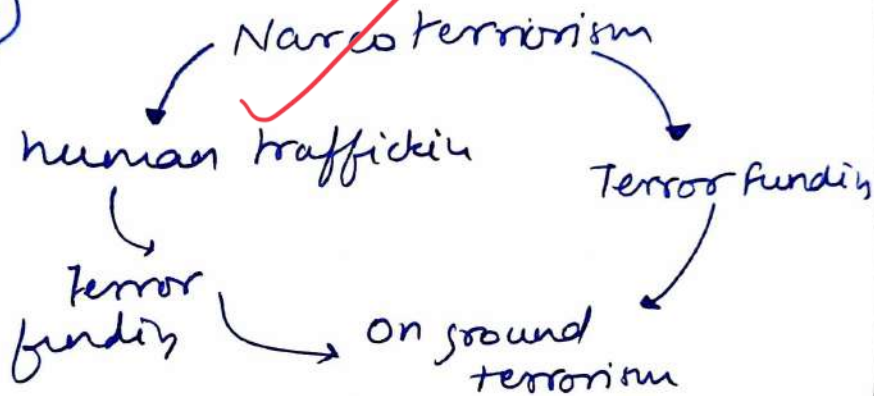 Narcoterrorism
human traffickin
Terror fundin
terror
fundin
on ground
terrorism